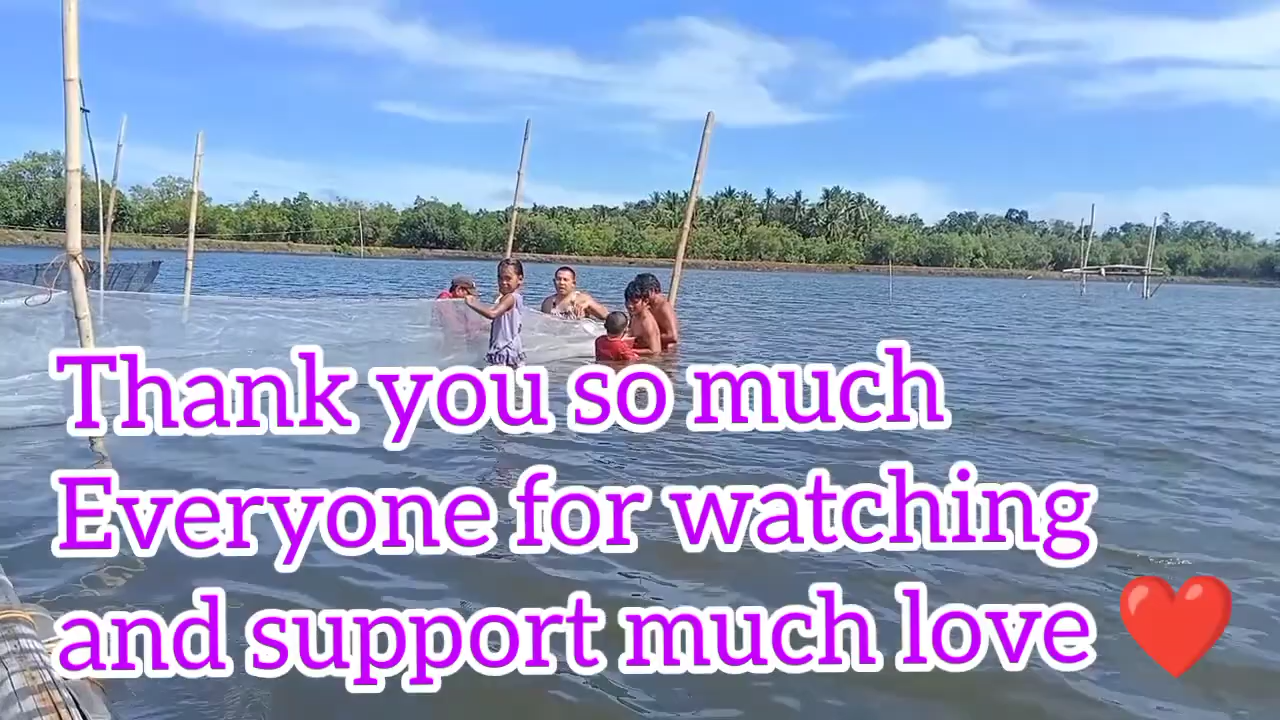 Thank you so much
Everyone for watching
and support much love ❤️